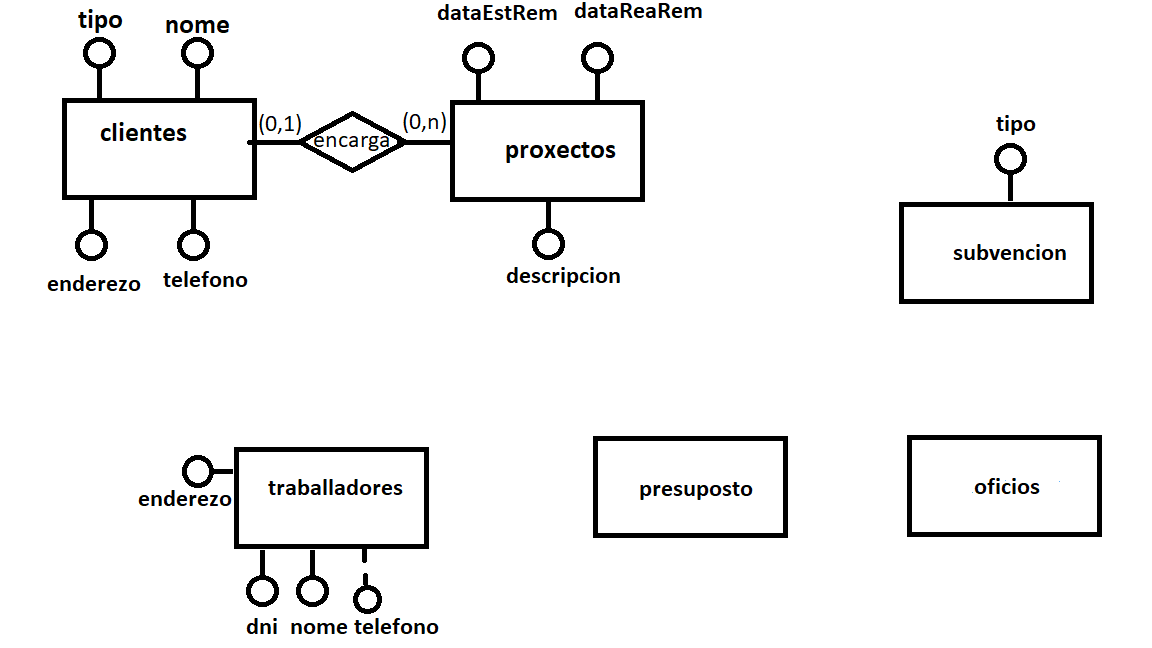 tipo
nome
dataEstRem
dataReaRem
clientes
(0,1)
encarga
(0,n)
proxectos
enderezo
telefono
descripcion
tipo
subvencion
enderezo
traballadores
dni
nome
telefono
presuposto
oficios